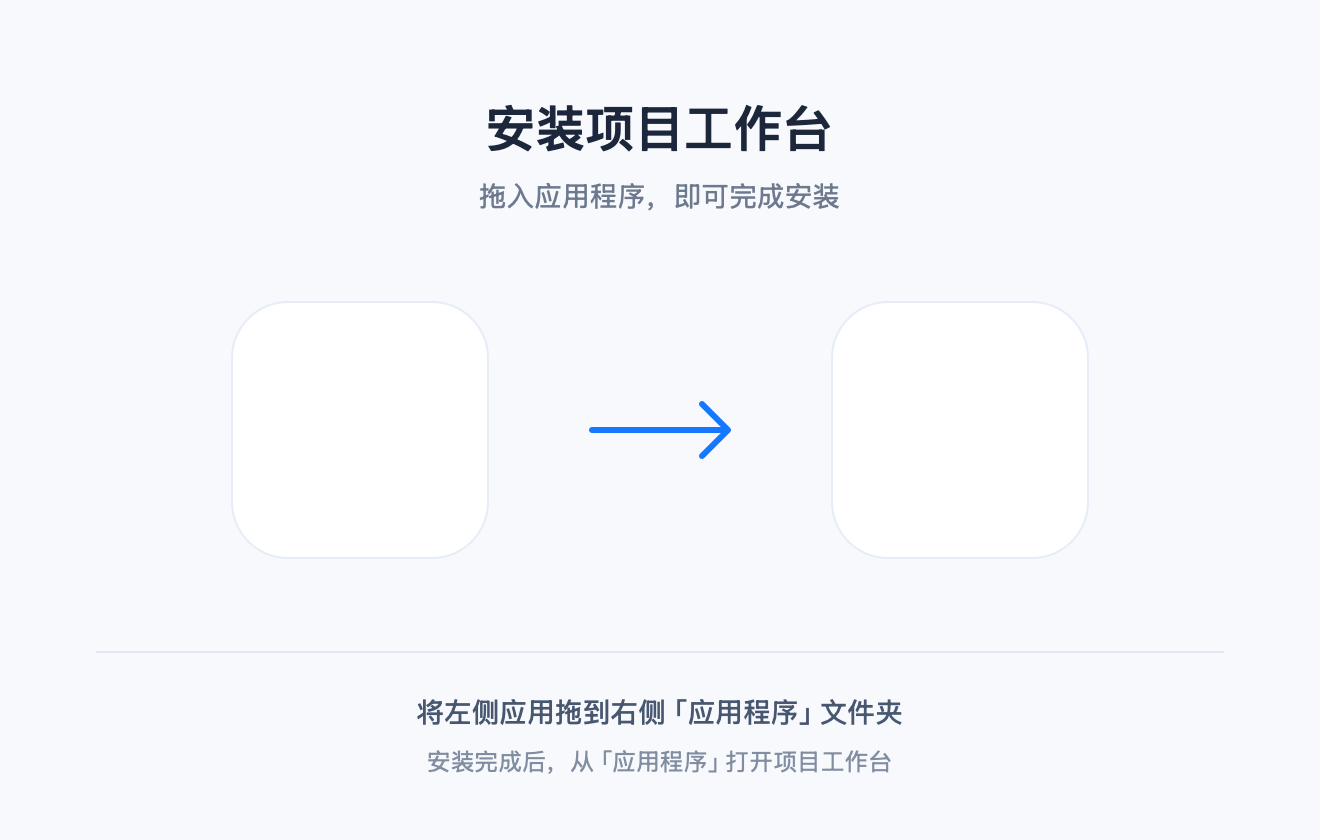 安装项目工作台
拖入应用程序，即可完成安装
将左侧应用拖到右侧「应用程序」文件夹
安装完成后，从「应用程序」打开项目工作台